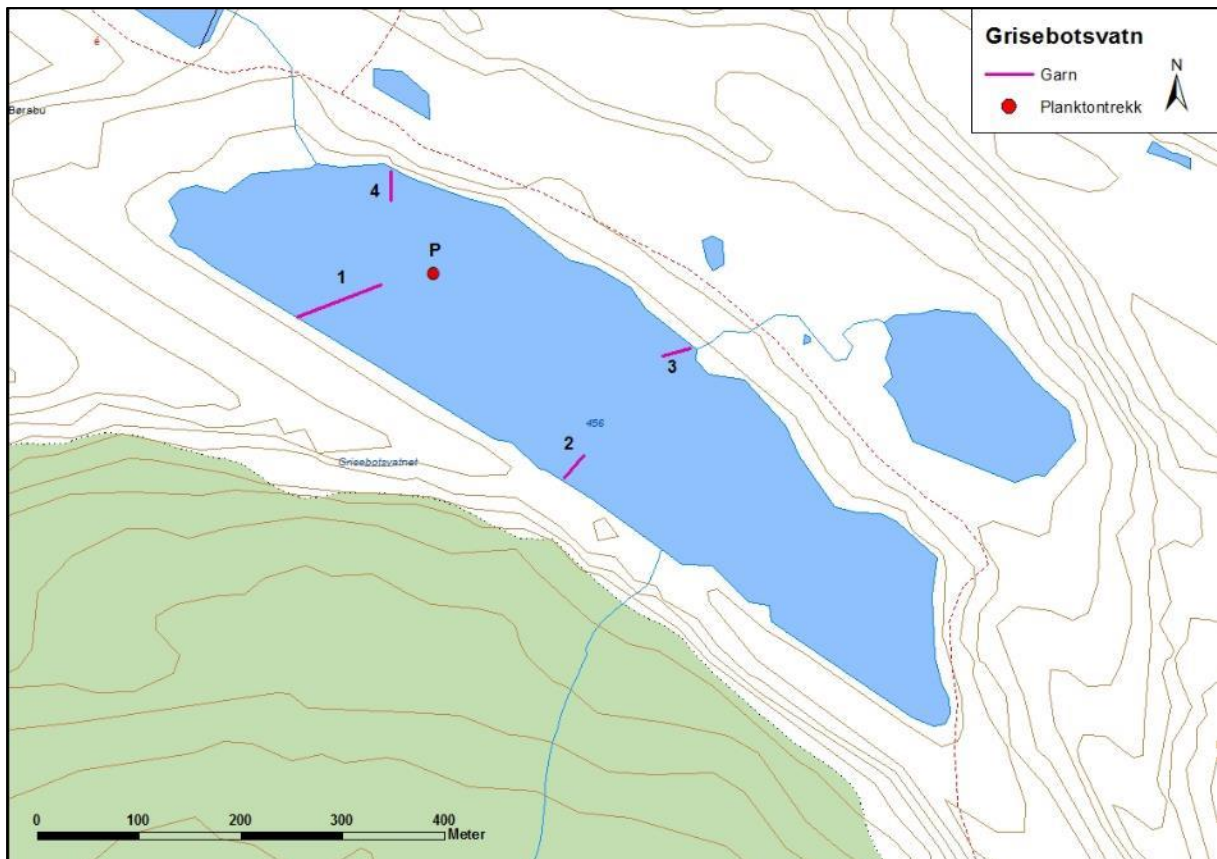 Grisebotsvatn
Garn
Planktontrekk
N
Børabu
4
P
1
3
456
2
Grisebotsvatnet
0 100 200 300 400
Meter